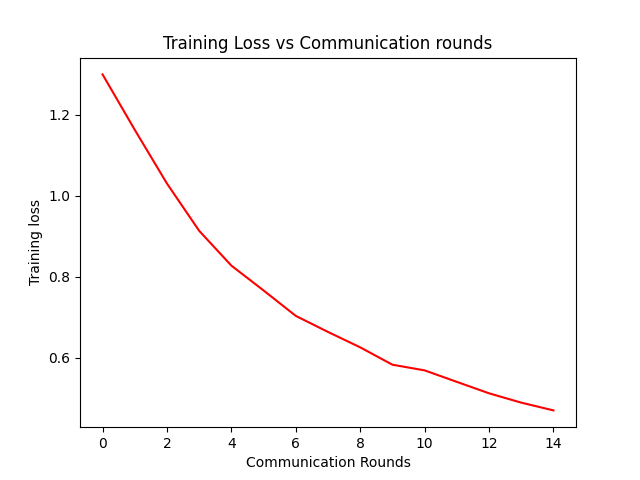 Training Loss vs Communication rounds
1.2
1.0
0.8
0.6
Training loss
0 2 4 6 8 10 12 14
Communication Rounds